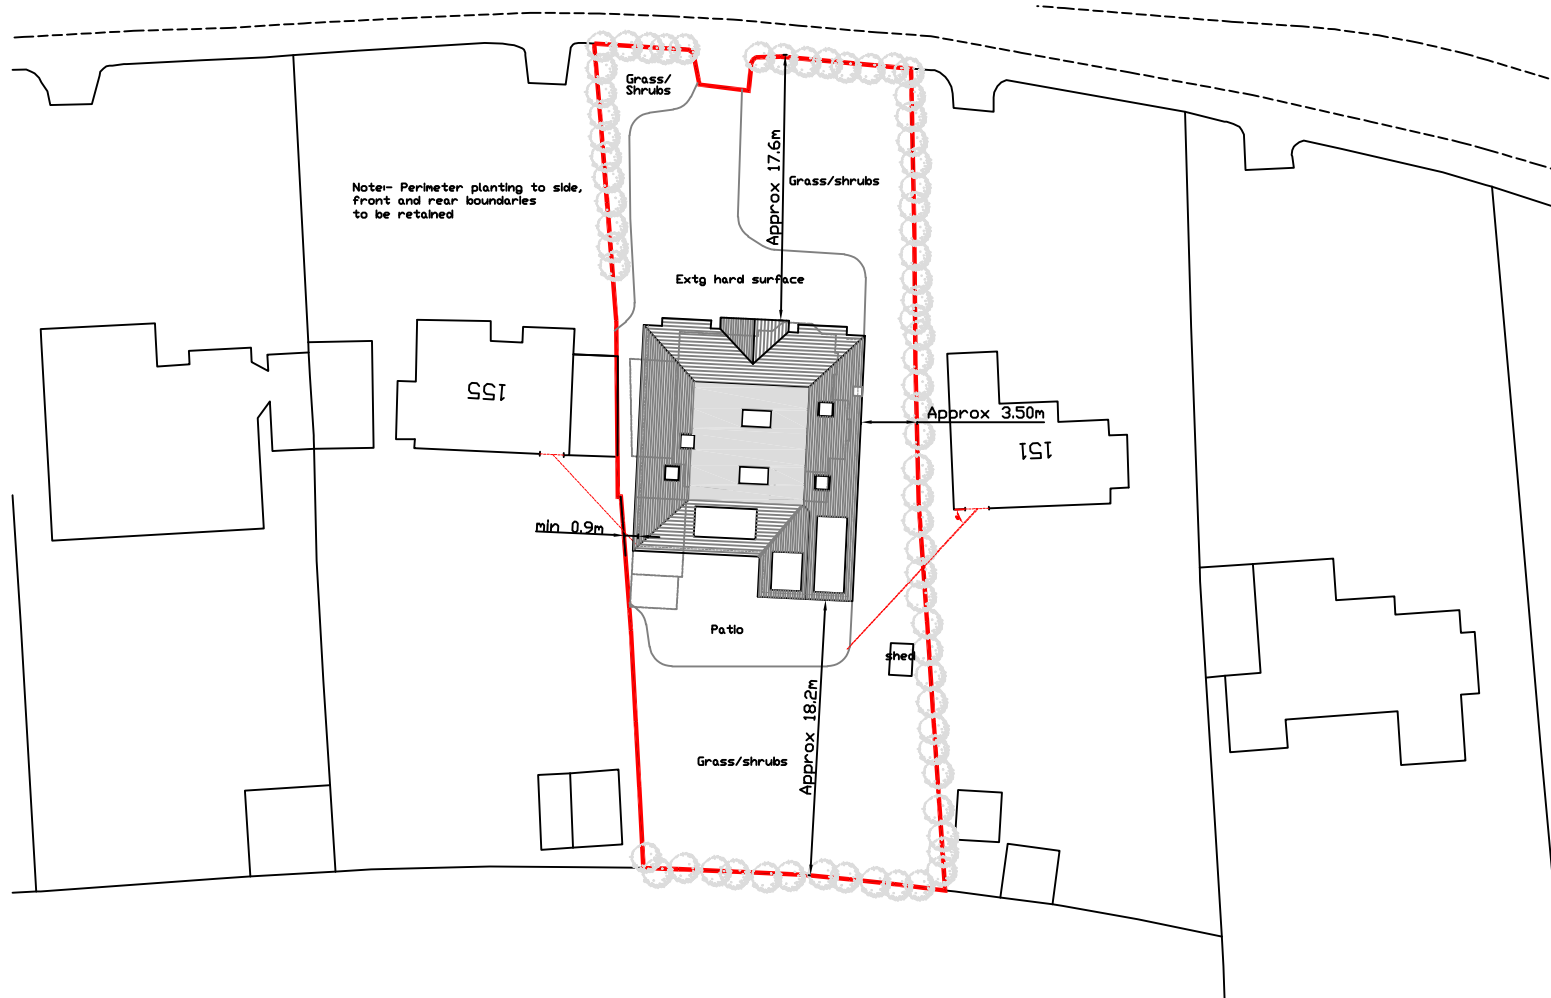 Grass/
Shrubs
Approx 17.6m
Grass/shrubs
Note:- Perimeter planting to side,
front and rear boundaries
to be retained
Extg hard surface
155
Approx 3.50m
151
min 0.9m
Patio
shed
Approx 18.2m
Grass/shrubs